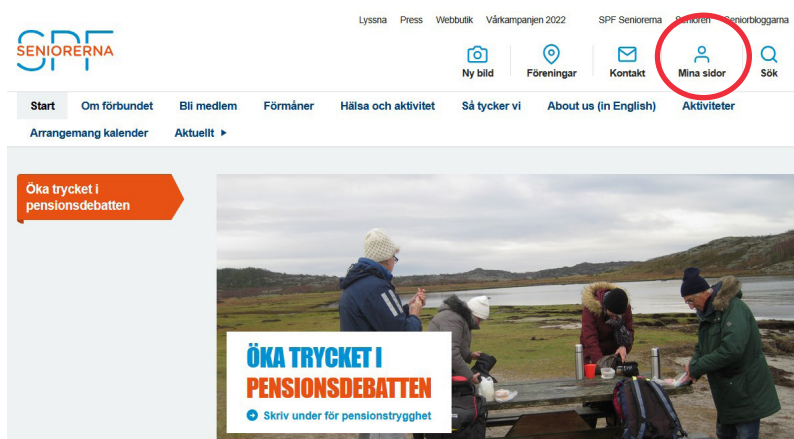 Lyssna Press Webbutik Vårkampanjen 2022 SPF Seniorerna Senioren Seniorbloggarna
SPF
SENIORERNA
Ny bild Föreningar Kontakt Mina sidor Sök
Start Om förbundet Bli medlem Förmåner Hälsa och aktivitet Så tycker vi About us (in English) Aktiviteter
Arrangemang kalender Aktuellt
Öka trycket i
pensionsdebatten
ÖKA TRYCKET I
PENSIONSDEBATTEN
Skriv under för pensionstrygghet